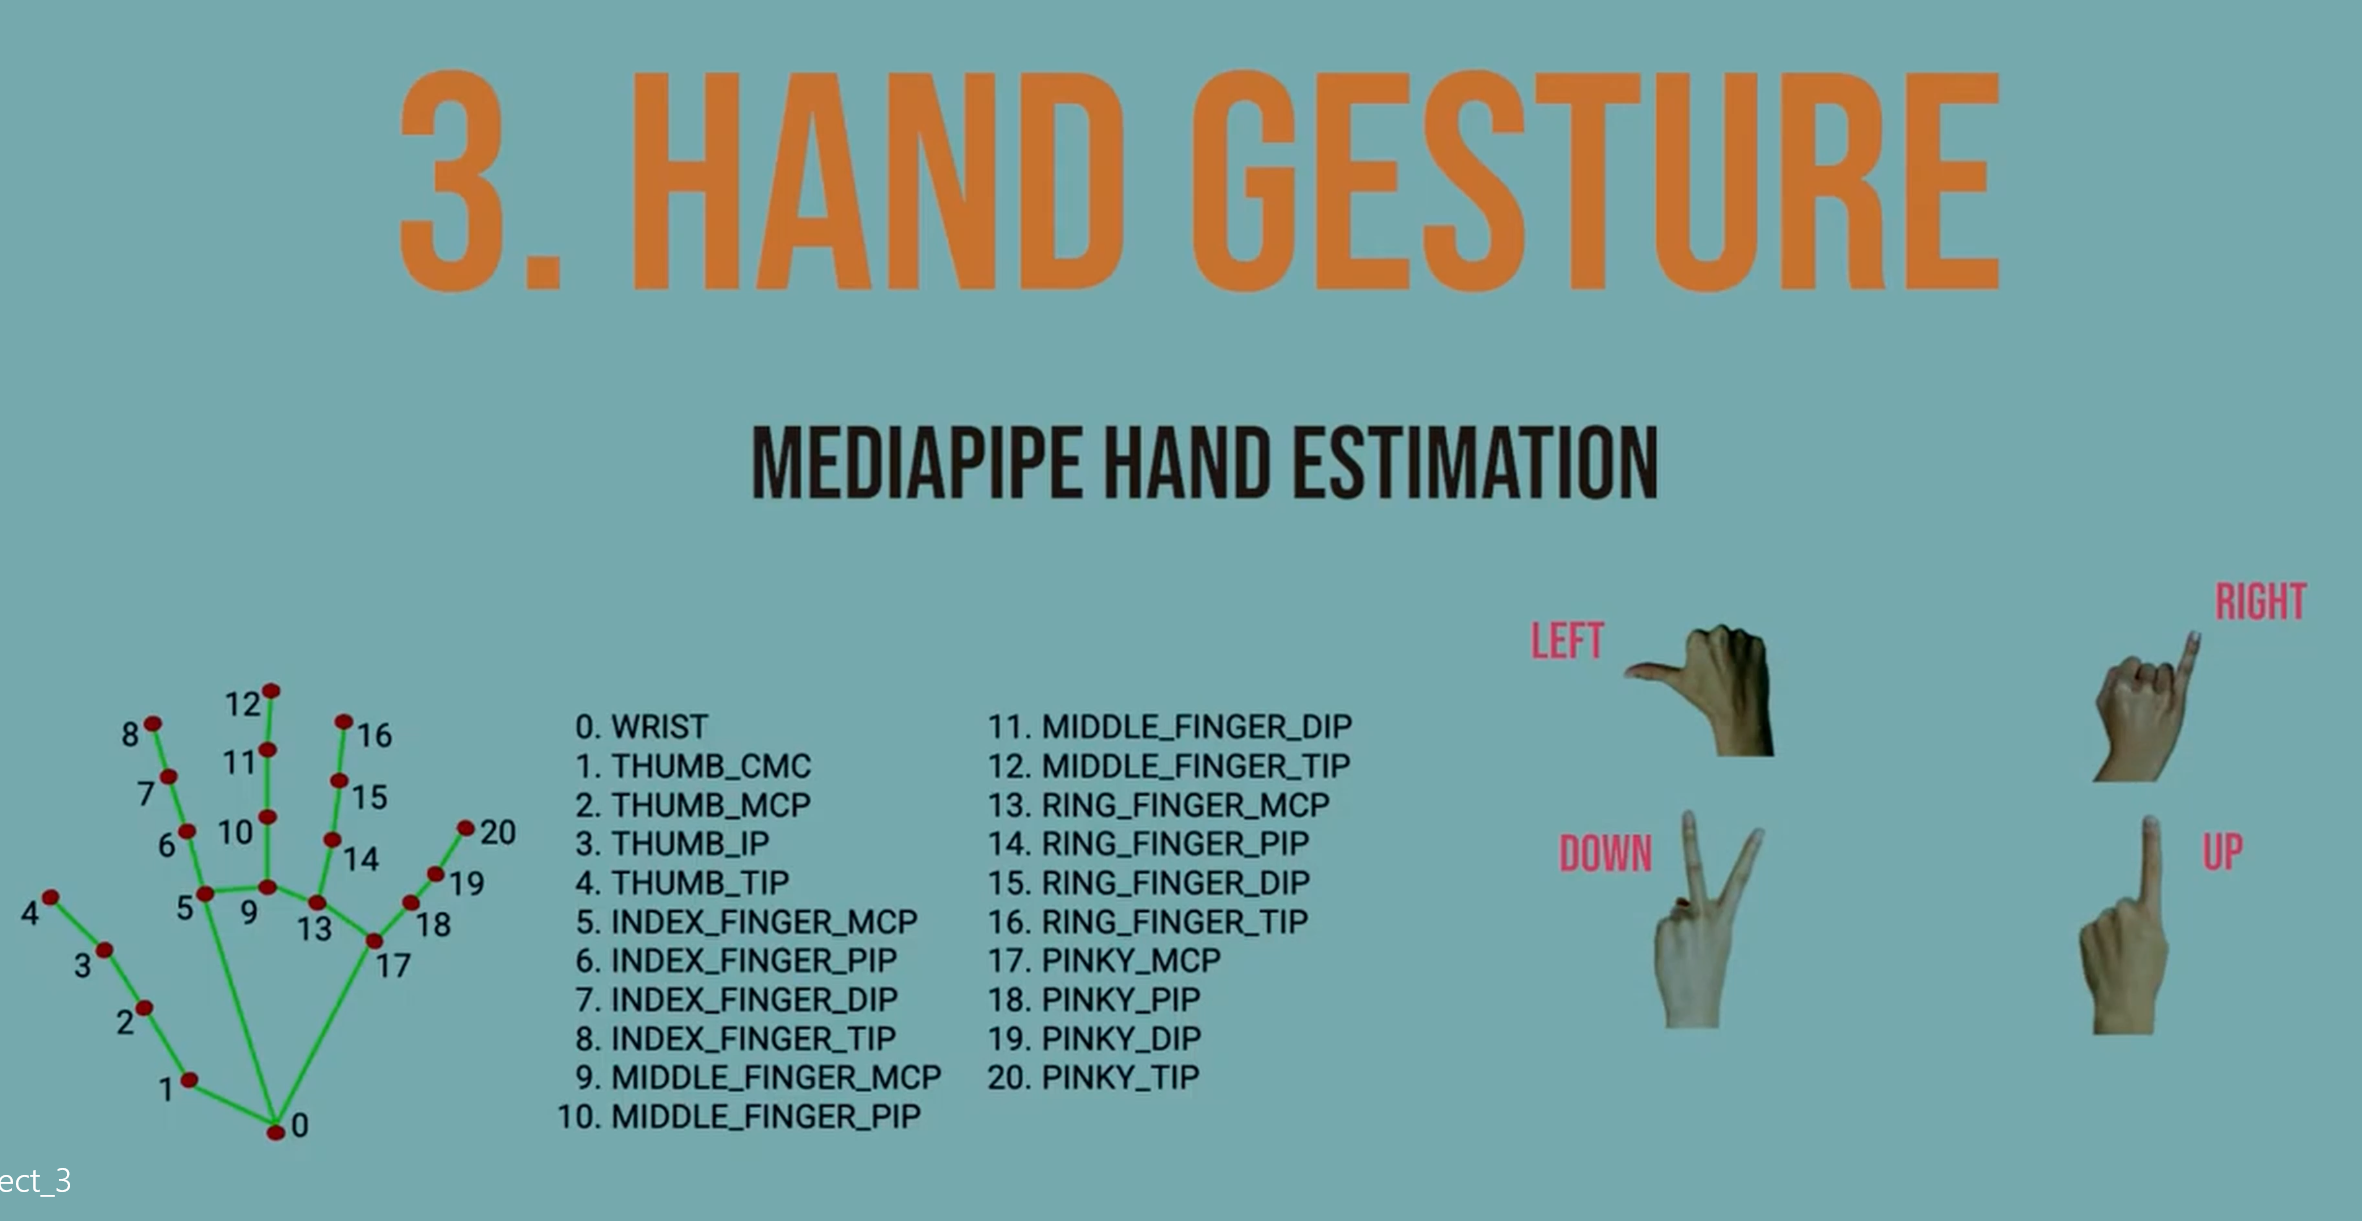 3. HAND GESTURE
MEDIAPIPE HAND ESTIMATION
12
8
16
11
7
15
10
20
6
14
19
4
5
9
18
13
3
17
2
1
0
0. WRIST
1. THUMB_CMC
2. THUMB_MCP
3. THUMB_IP
4. THUMB_TIP
5. INDEX_FINGER_MCP
6. INDEX_FINGER_PIP
7. INDEX_FINGER_DIP
8. INDEX_FINGER_TIP
9. MIDDLE_FINGER_MCP
10. MIDDLE_FINGER_PIP
11. MIDDLE_FINGER_DIP
12. MIDDLE_FINGER_TIP
13. RING_FINGER_MCP
14. RING_FINGER_PIP
15. RING_FINGER_DIP
16. RING_FINGER_TIP
17. PINKY_MCP
18. PINKY_PIP
19. PINKY_DIP
20. PINKY_TIP
LEFT
RIGHT
DOWN
UP
ect_3